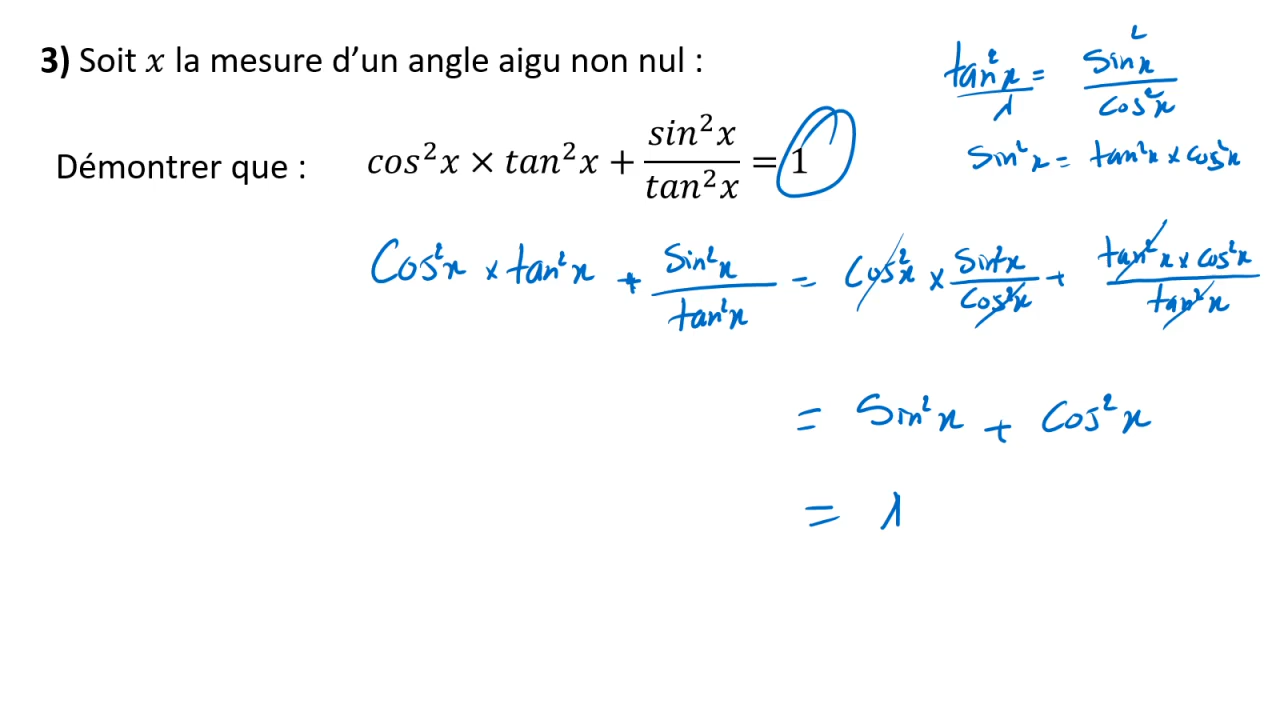 3) Soit x la mesure d'un angle aigu non nul :
tan²x/1 = sin²x/cos²x
Démontrer que : cos²x × tan²x + sin²x/tan²x = 1
sin²x = tan²x × cos²x
Cos²x × tan²x + Sin²x/tan²x = Cos²x × Sin²x/Cos²x + tan²x × Cos²x/tan²x
= Sin²x + Cos²x
= 1